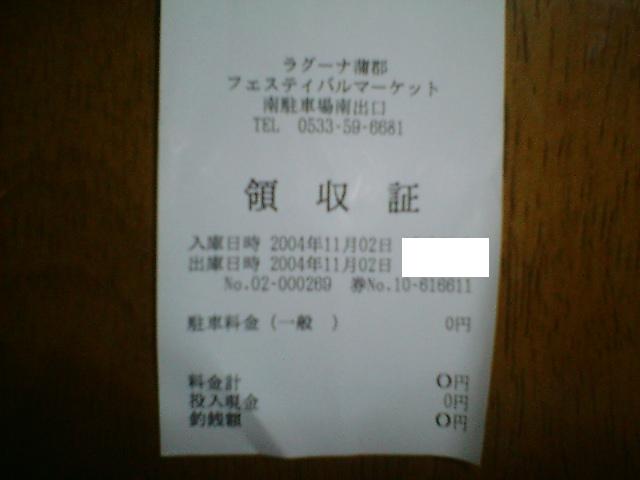 ラグーナ蒲郡
フェスティバルマーケット
南駐車場南出口
TEL 0533-59-6681
領 収 証
入庫日時 2004年11月02日
出庫日時 2004年11月02日
No.02-000269 券No.10-616611
駐車料金(一般 ) 0円
料金計 0円
投入現金 0円
釣銭額 0円